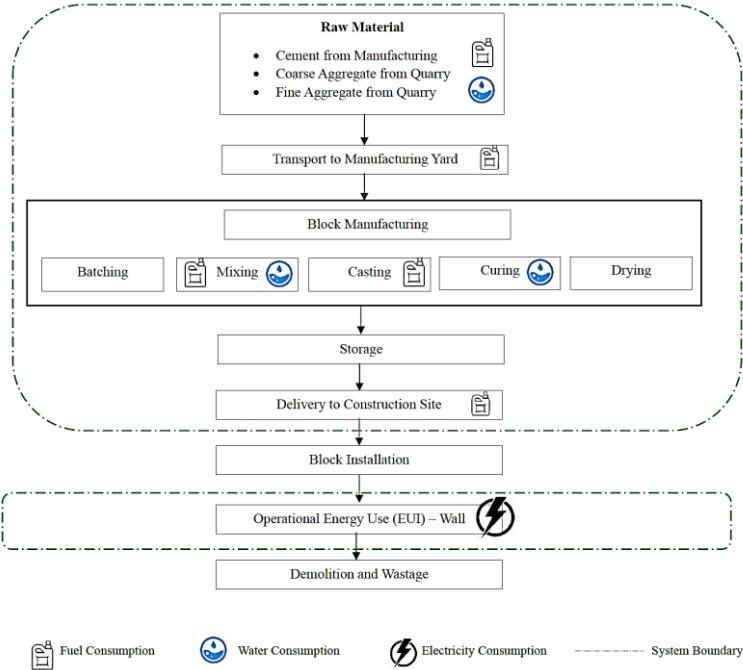 Raw Material
• Cement from Manufacturing
• Coarse Aggregate from Quarry
• Fine Aggregate from Quarry
Transport to Manufacturing Yard
Block Manufacturing
Batching
Mixing
Casting
Curing
Drying
Storage
Delivery to Construction Site
Block Installation
Operational Energy Use (EUI) – Wall
Demolition and Wastage
Fuel Consumption
Water Consumption
Electricity Consumption
System Boundary